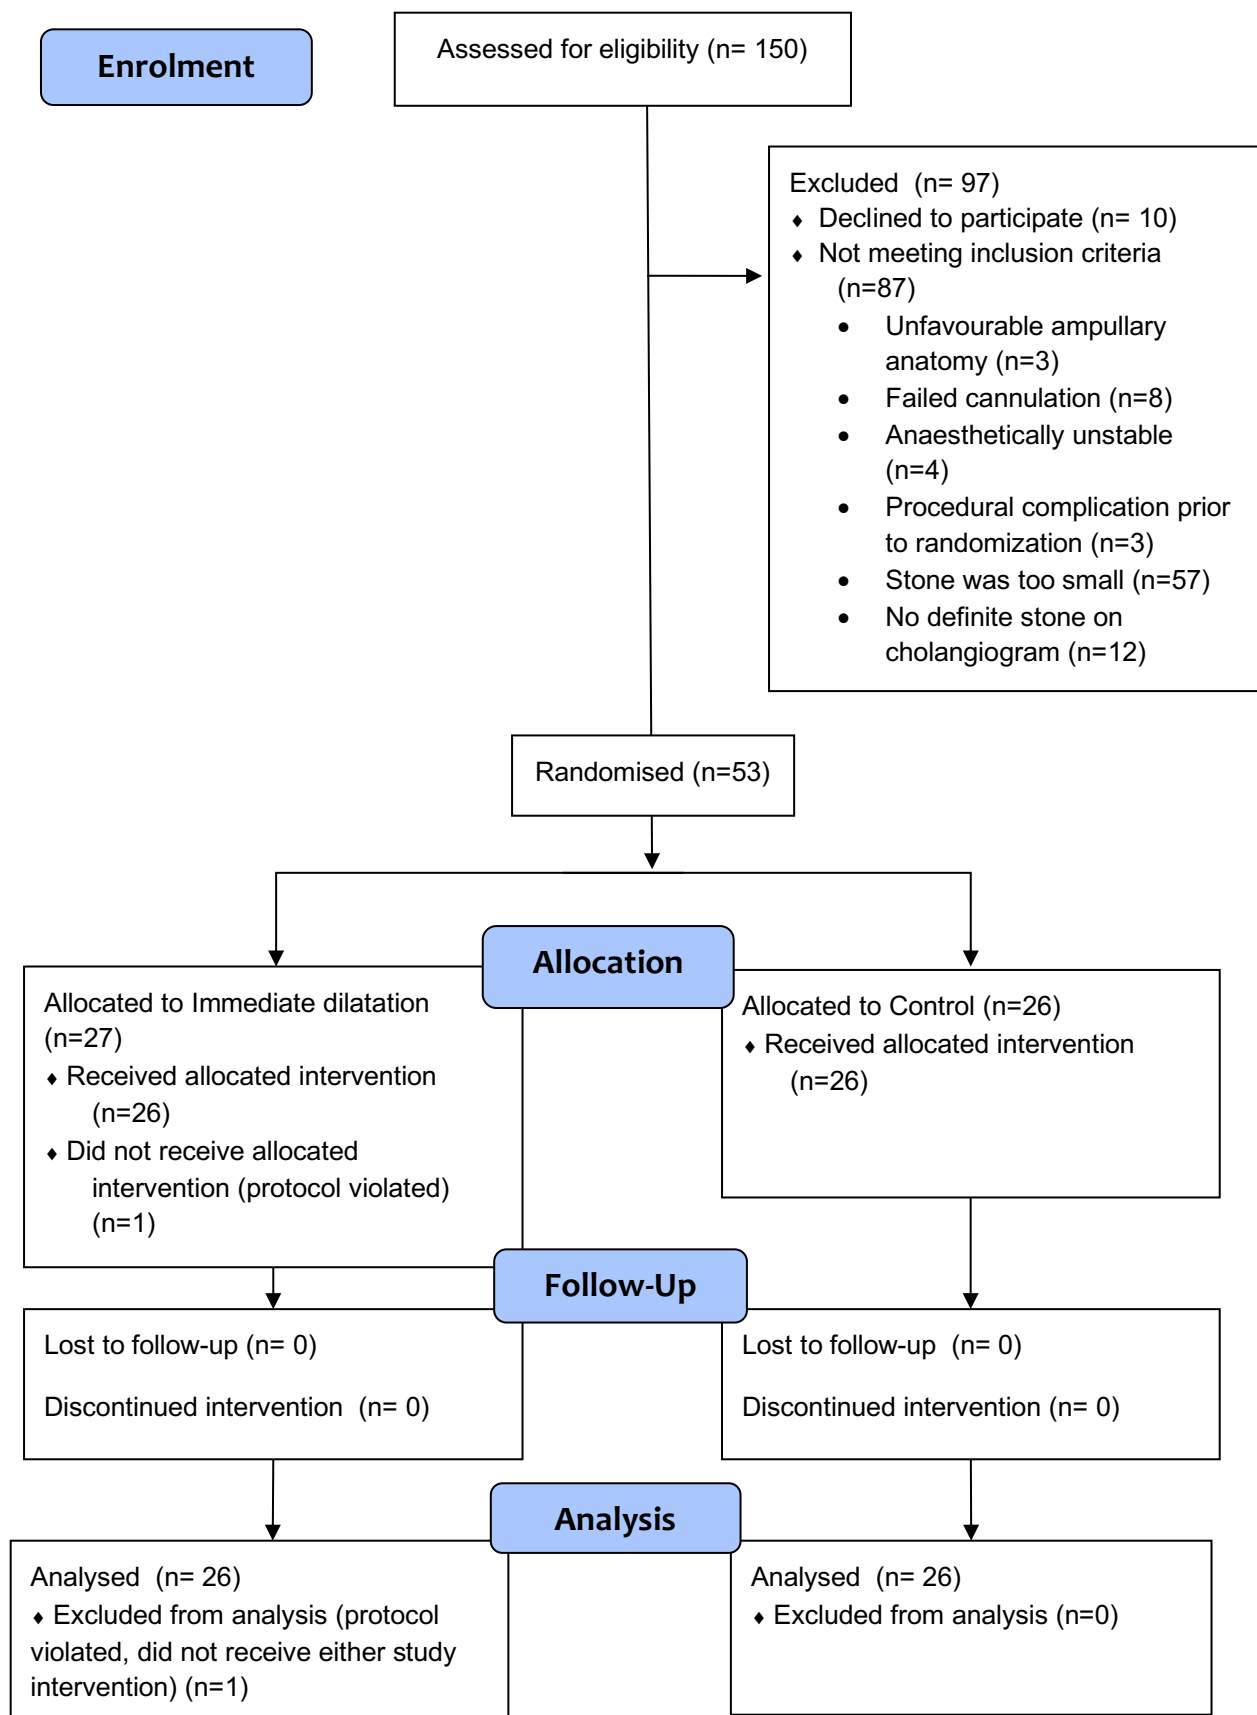 Enrolment
Assessed for eligibility (n= 150)
Excluded  (n= 97)
♦ Declined to participate (n= 10)
♦ Not meeting inclusion criteria
(n=87)
• Unfavourable ampullary
anatomy (n=3)
• Failed cannulation (n=8)
• Anaesthetically unstable
(n=4)
• Procedural complication prior
to randomization (n=3)
• Stone was too small (n=57)
• No definite stone on
cholangiogram (n=12)
Randomised (n=53)
Allocation
Allocated to Immediate dilatation
(n=27)
♦ Received allocated intervention
(n=26)
♦ Did not receive allocated
intervention (protocol violated)
(n=1)
Allocated to Control (n=26)
♦ Received allocated intervention
(n=26)
Follow-Up
Lost to follow-up (n= 0)
Discontinued intervention  (n= 0)
Lost to follow-up  (n= 0)
Discontinued intervention (n= 0)
Analysis
Analysed  (n= 26)
♦ Excluded from analysis (protocol
violated, did not receive either study
intervention) (n=1)
Analysed  (n= 26)
♦ Excluded from analysis (n=0)